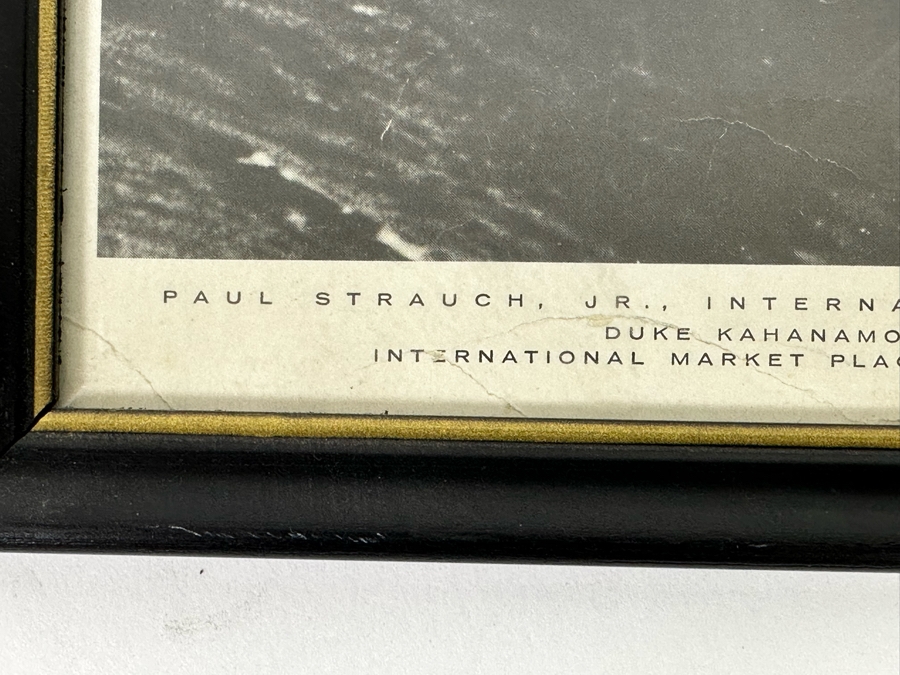 PAUL STRAUCH, JR., INTERNA
DUKE KAHANAMO
INTERNATIONAL MARKET PLAC